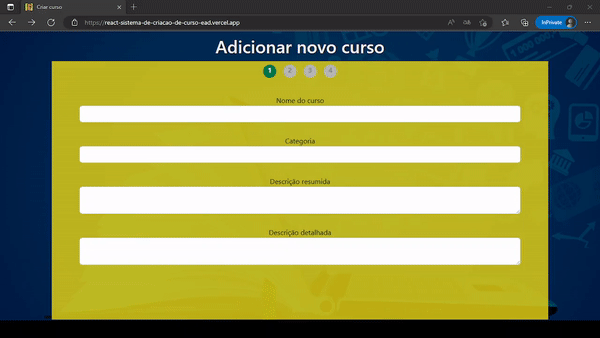 Criar curso
https://react-sistema-de-criacao-de-curso-ead.vercel.app
InPrivate
Adicionar novo curso
1 2 3 4
Nome do curso
Categoria
Descrição resumida
Descrição detalhada